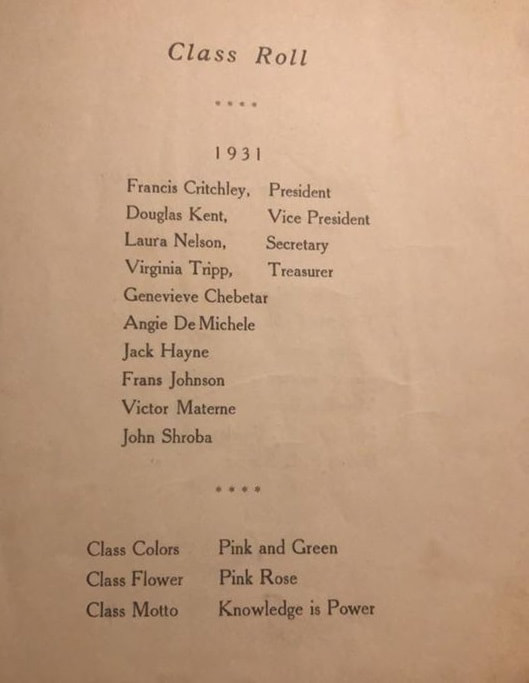 Class Roll
****
1931
Francis Critchley, President
Douglas Kent, Vice President
Laura Nelson, Secretary
Virginia Tripp, Treasurer
Genevieve Chebetar
Angie De Michele
Jack Hayne
Frans Johnson
Victor Materne
John Shroba
****
Class Colors Pink and Green
Class Flower Pink Rose
Class Motto Knowledge is Power